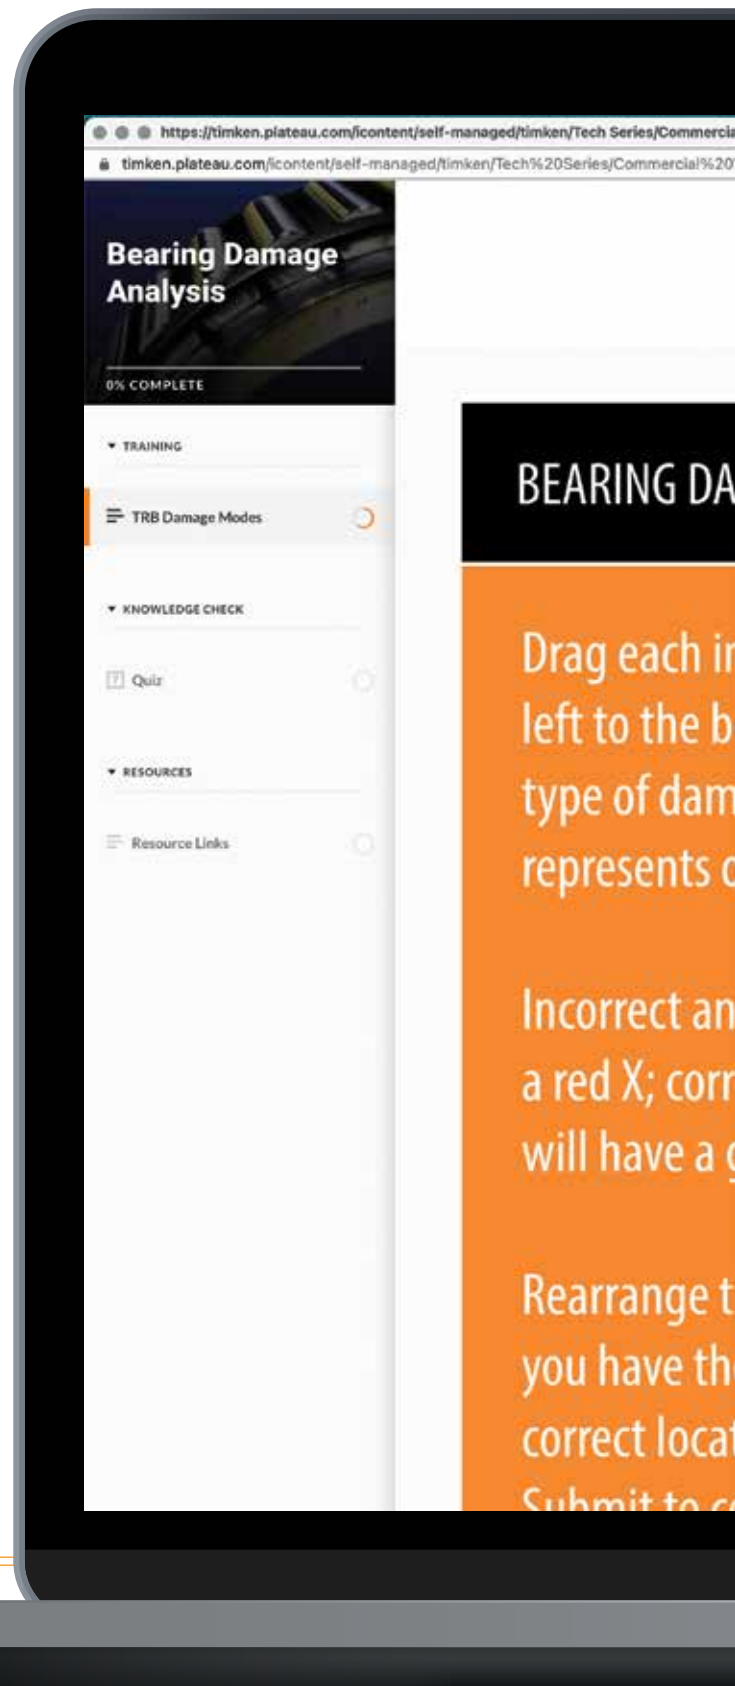 https://timken.plateau.com/icontent/self-managed/timken/Tech Series/Commercia
timken.plateau.com/icontent/self-managed/timken/Tech%20Series/Commercial%20
Bearing Damage
Analysis
0% COMPLETE
TRAINING
TRB Damage Modes
KNOWLEDGE CHECK
? Quiz
RESOURCES
Resource Links
BEARING DA
Drag each i
left to the b
type of dam
represents
Incorrect an
a red X; corr
will have a g
Rearrange t
you have the
correct locat
Submit to c